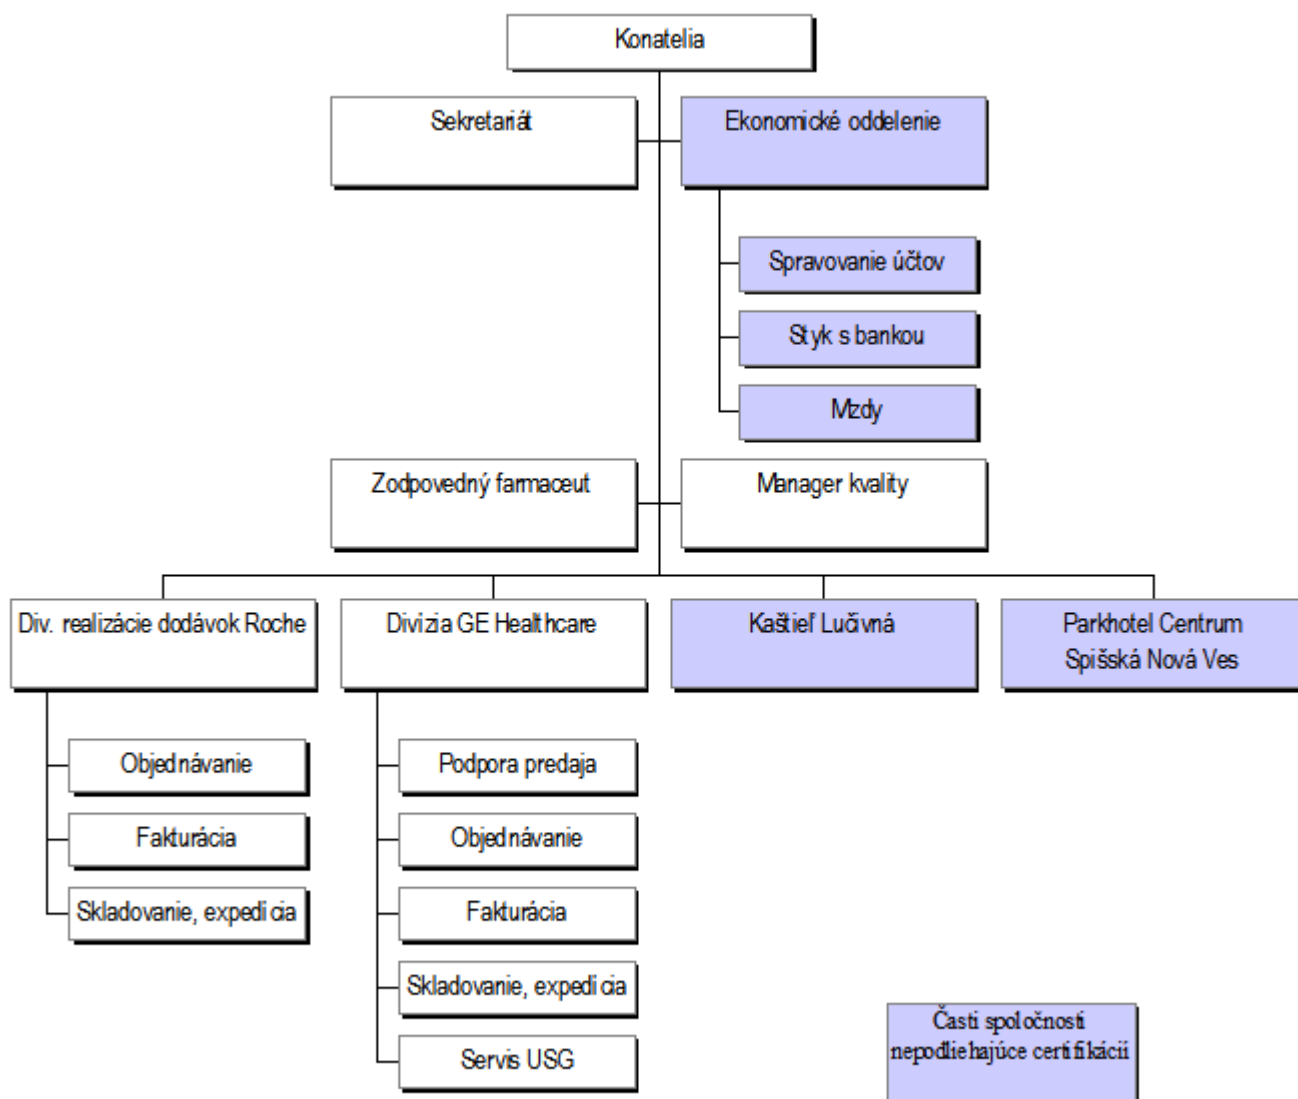 Konatelia
Sekretariát
Ekonomické oddelenie
Spravovanie účtov
Styk s bankou
Mzdy
Zodpovedný farmaceut
Manager kvality
Div. realizácie dodávok Roche
Divízia GE Healthcare
Kaštieľ Lučivná
Parkhotel Centrum
Spišská Nová Ves
Objednávanie
Fakturácia
Skladovanie, expedícia
Podpora predaja
Objednávanie
Fakturácia
Skladovanie, expedícia
Servis USG
Časti spoločnosti
nepodliehajúce certifikácií